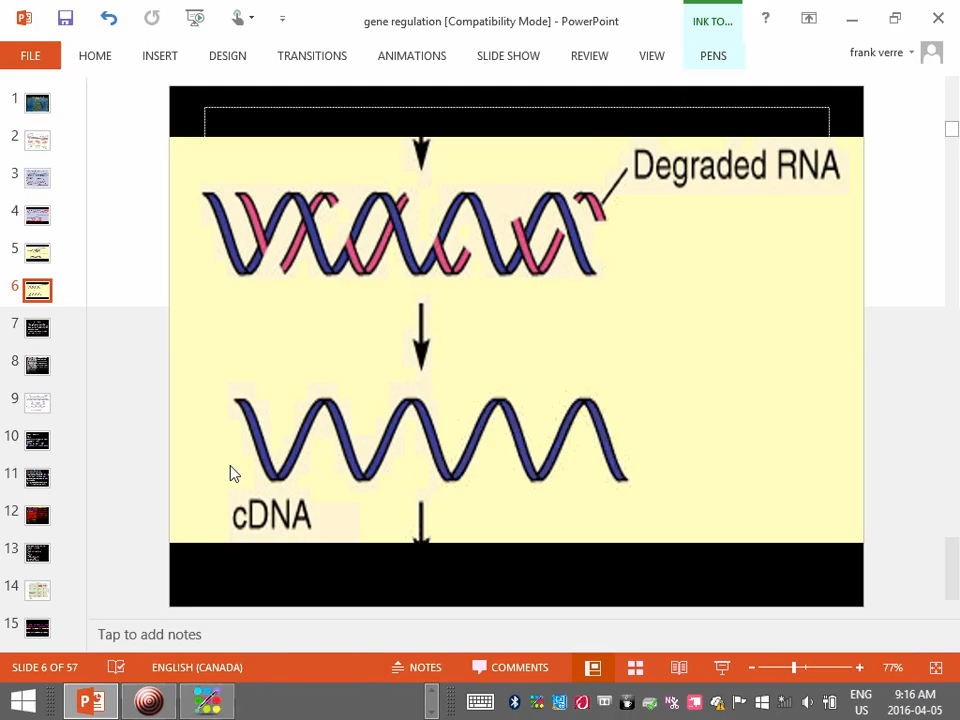 gene regulation [Compatibility Mode] - PowerPoint
INK TO...
?
FILE
HOME
INSERT
DESIGN
TRANSITIONS
ANIMATIONS
SLIDE SHOW
REVIEW
VIEW
PENS
frank verre
1
2
3
4
5
6
7
8
9
10
11
12
13
14
15
Degraded RNA
cDNA
Tap to add notes
SLIDE 6 OF 57
ENGLISH (CANADA)
NOTES
COMMENTS
77%
ENG
US
9:16 AM
2016-04-05